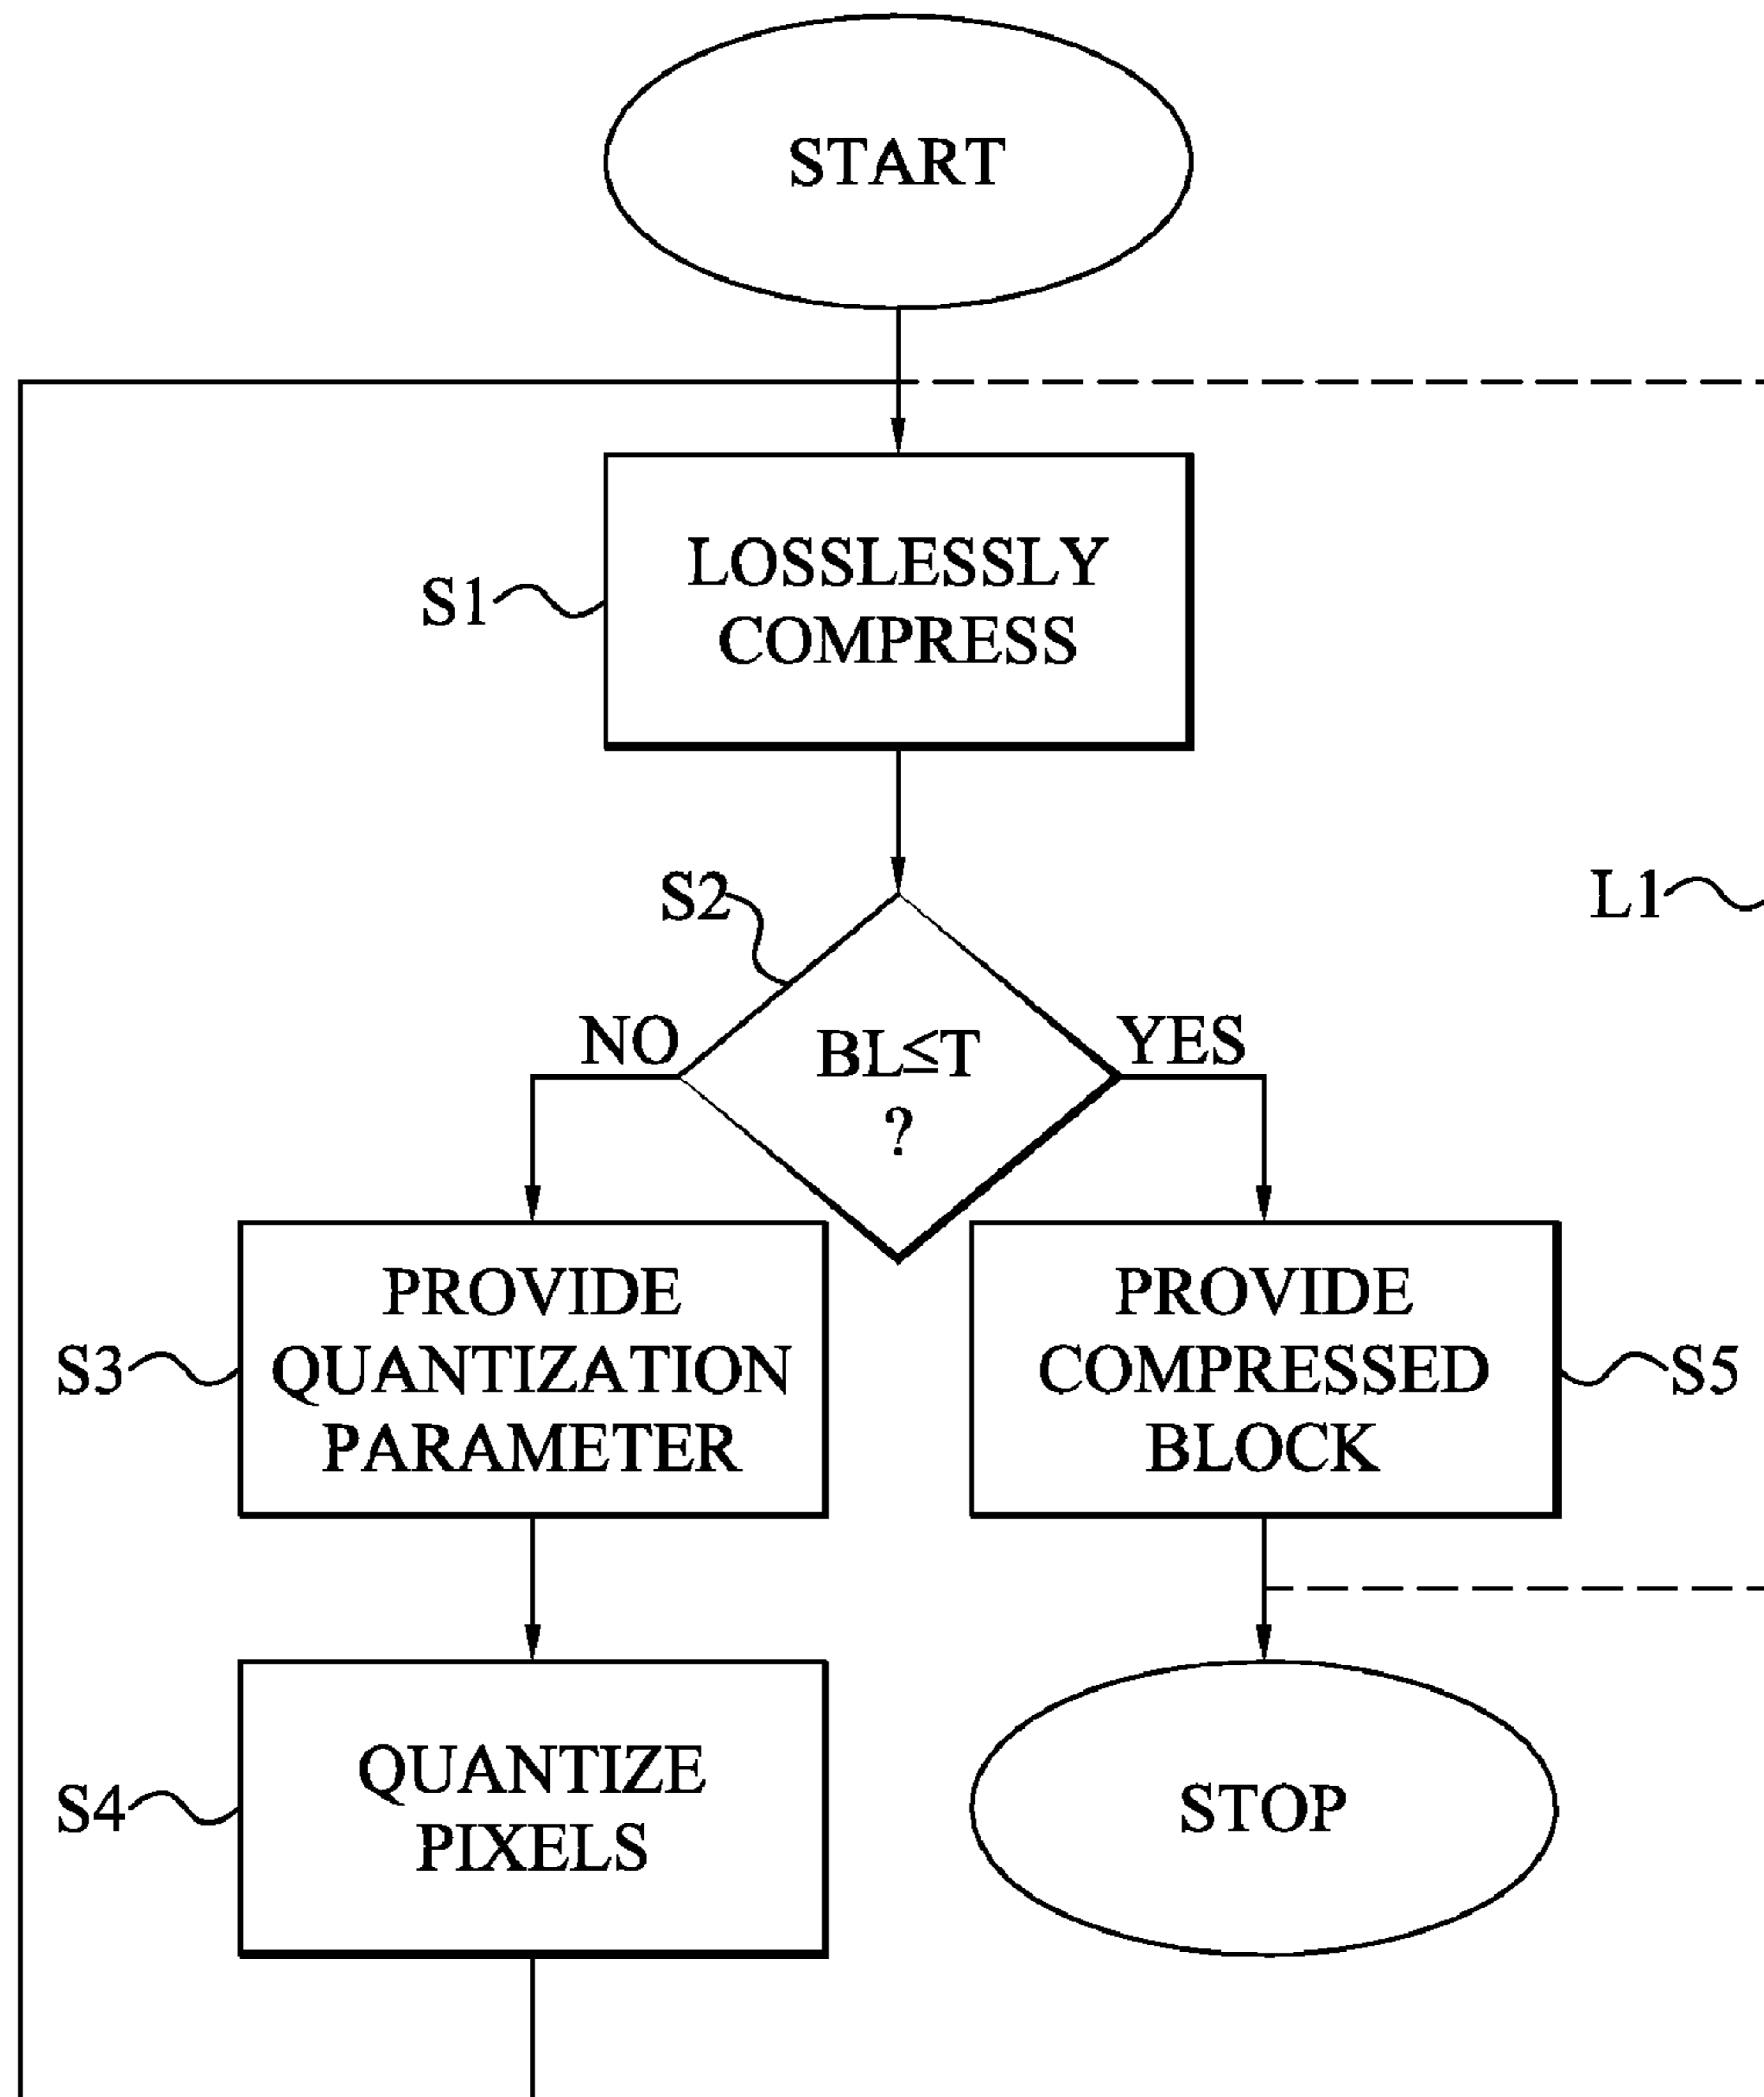 START
LOSSLESSLY
COMPRESS
S1
S2
L1
NO
BL≤T
?
YES
PROVIDE
QUANTIZATION
PARAMETER
S3
PROVIDE
COMPRESSED
BLOCK
S5
QUANTIZE
PIXELS
S4
STOP